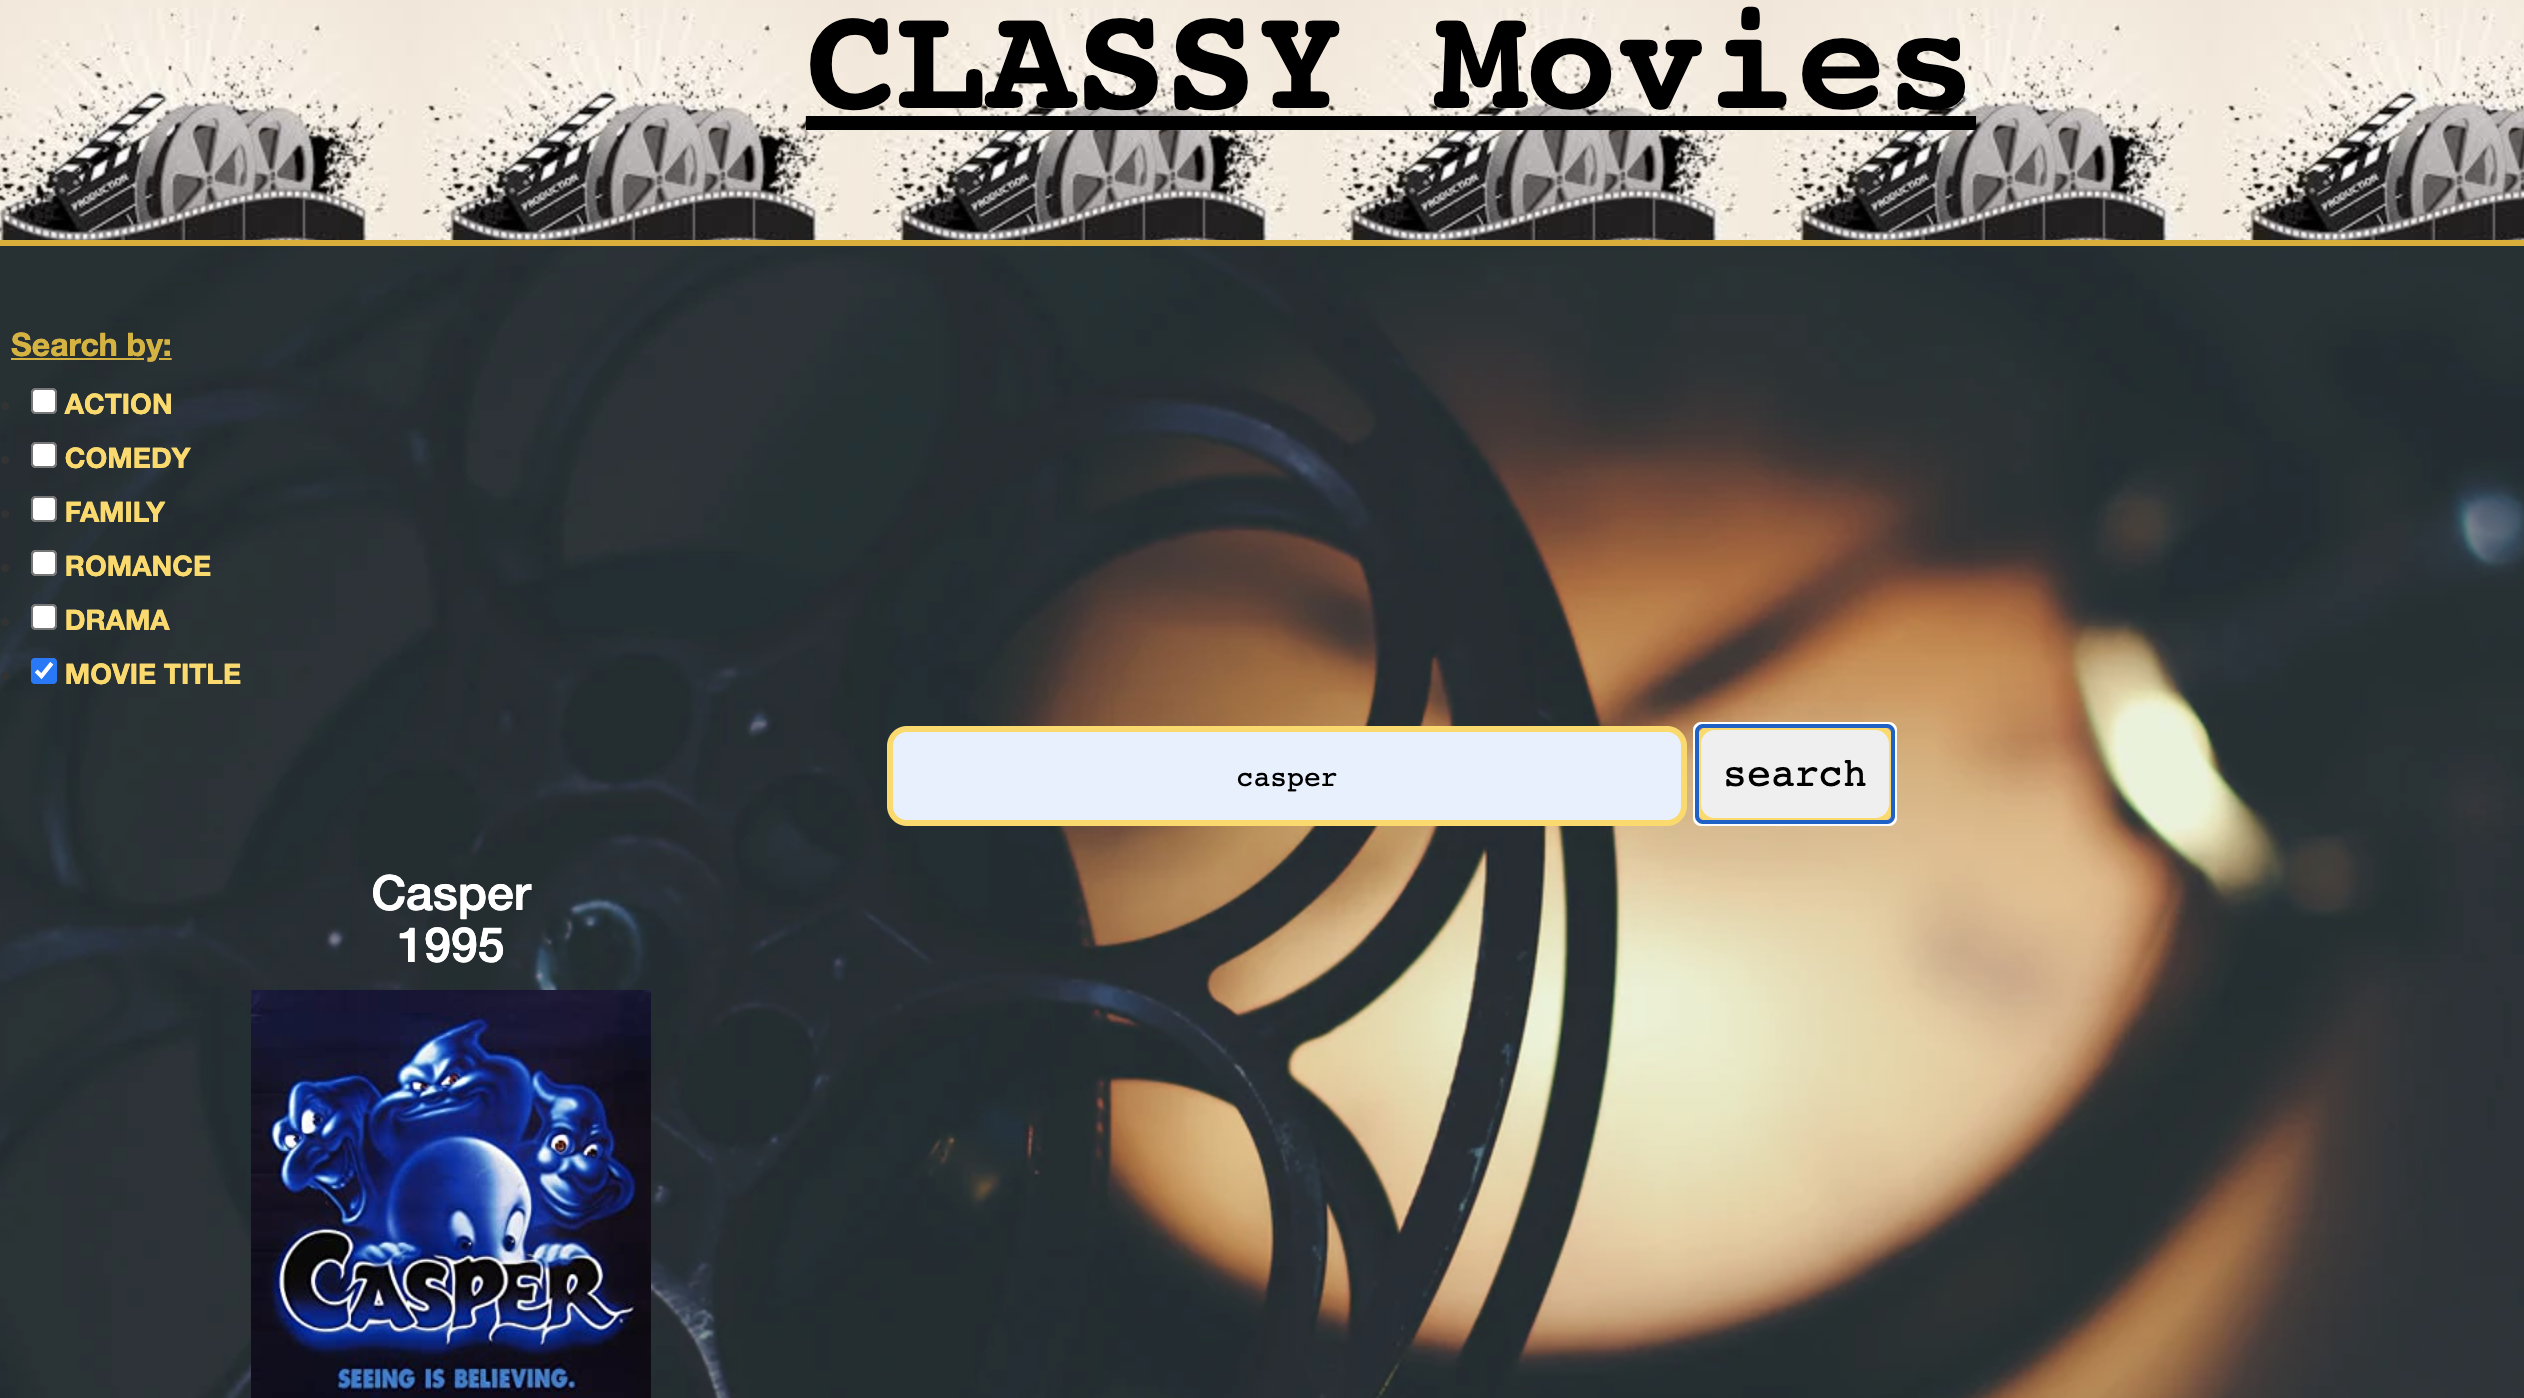 CLASSY Movies
PRODUCTION
PRODUCTION
PRODUCTION
PRODUCTION
PRODUCTION
PRODUCTION
Search by:
ACTION
COMEDY
FAMILY
ROMANCE
DRAMA
MOVIE TITLE
casper
search
Casper
1995
CASPER
SEEING IS BELIEVING.